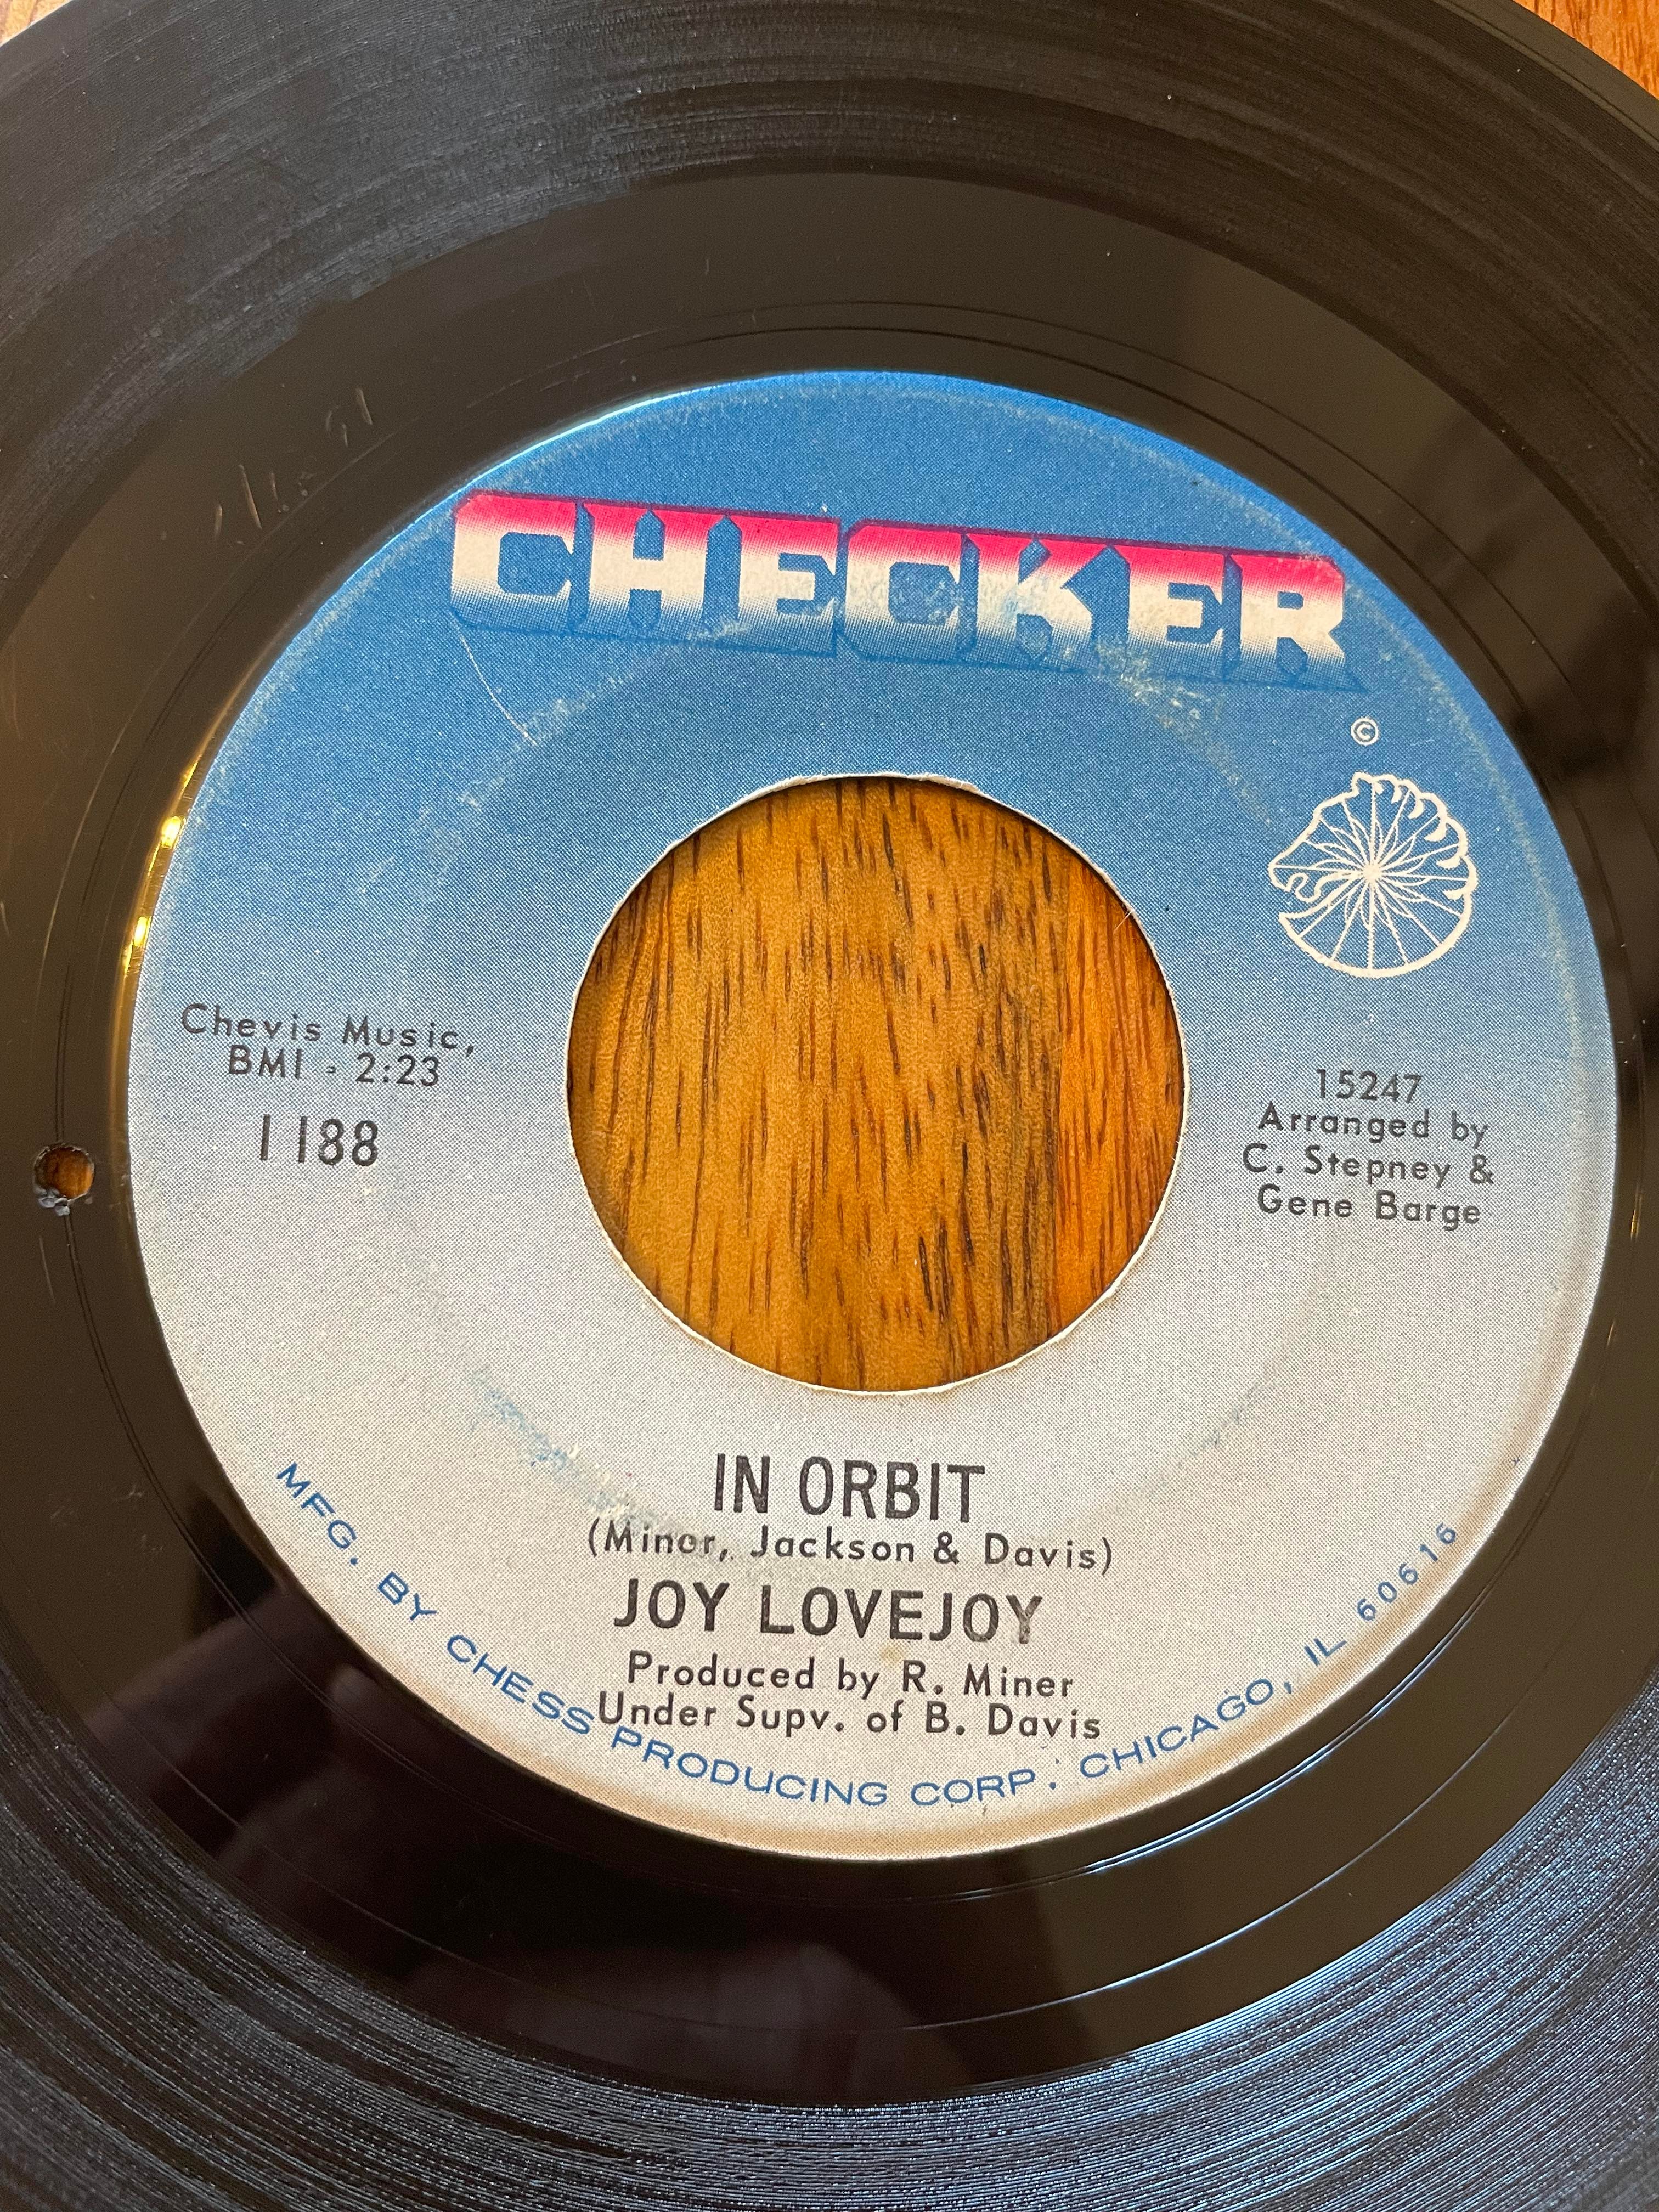 CHECKER
©
Chevis Music,
BMI - 2:23
1188
15247
Arranged by
C. Stepney &
Gene Barge
IN ORBIT
(Minor, Jackson & Davis)
JOY LOVEJOY
Produced by R. Miner
Under Supv. of B. Davis
MFG. BY CHESS PRODUCING CORP. CHICAGO, IL 60616